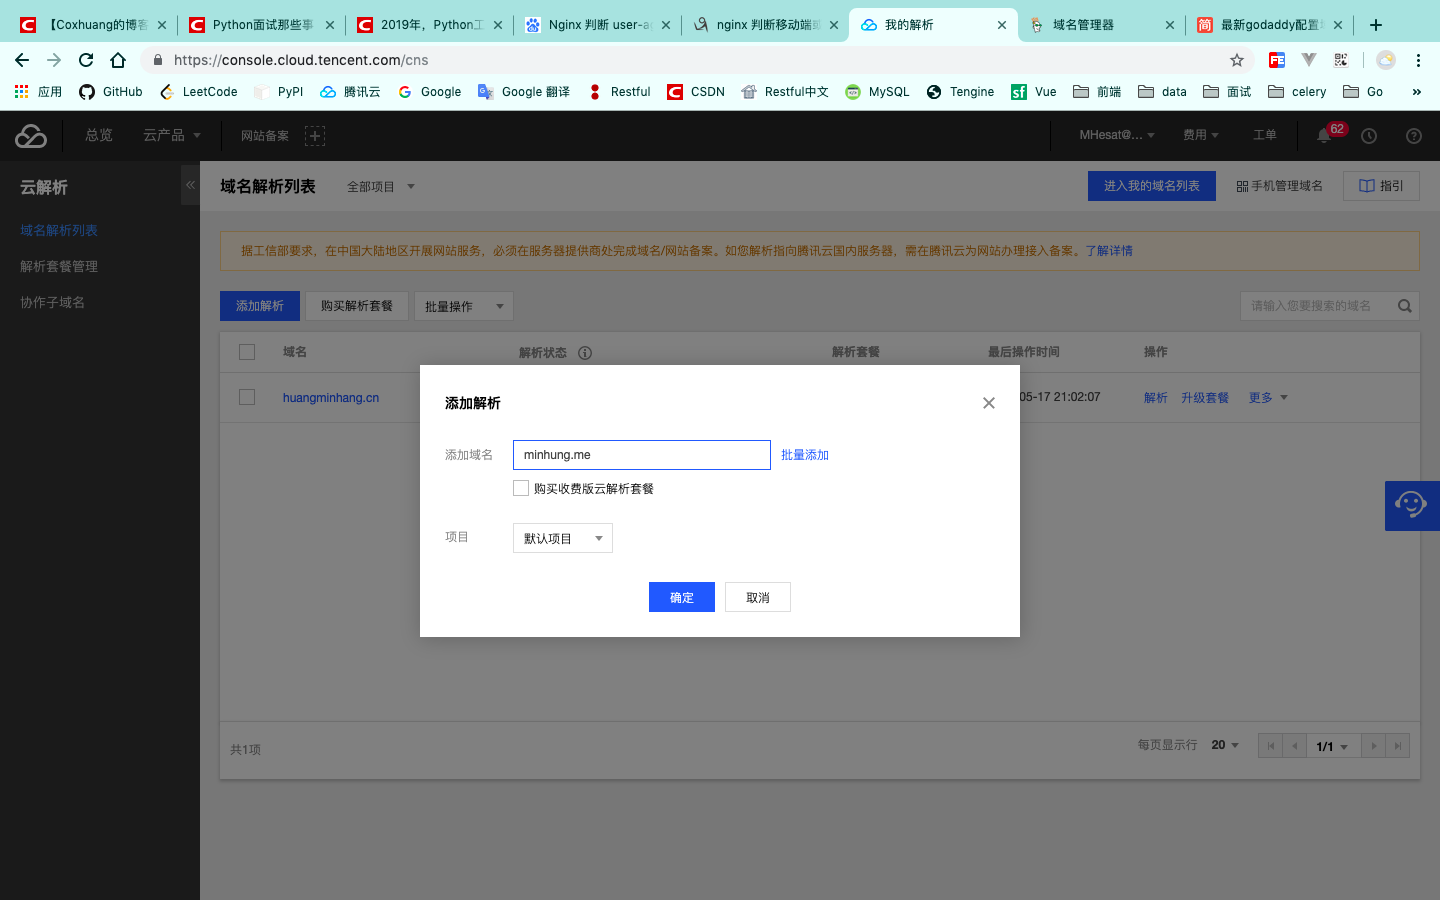 【Coxhuang的博客
Python面试那些事
2019年，Python工
Nginx 判断 user-ag
nginx 判断移动端或
我的解析
域名管理器
最新godaddy配置
https://console.cloud.tencent.com/cns
应用
GitHub
LeetCode
PyPI
腾讯云
Google
Google 翻译
Restful
CSDN
Restful中文
MySQL
Tengine
Vue
前端
data
面试
celery
Go
»
总览
云产品
网站备案
MHesat@...
费用
工单
62
云解析
域名解析列表
解析套餐管理
协作子域名
域名解析列表
全部项目
进入我的域名列表
手机管理域名
指引
据工信部要求，在中国大陆地区开展网站服务，必须在服务器提供商处完成域名/网站备案。如您解析指向腾讯云国内服务器，需在腾讯云为网站办理接入备案。了解详情
添加解析
购买解析套餐
批量操作
请输入您要搜索的域名
域名
解析状态
解析套餐
最后操作时间
操作
huangminhang.cn
05-17 21:02:07
解析
升级套餐
更多
添加解析
添加域名
minhung.me
批量添加
购买收费版云解析套餐
项目
默认项目
确定
取消
共1项
每页显示行
20
1/1